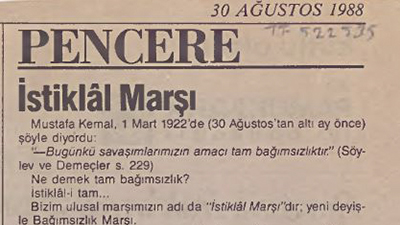 30 AĞUSTOS 1988
TT 522535
PENCERE
İstiklâl Marşı
Mustafa Kemal, 1 Mart 1922'de (30 Ağustos'tan altı ay önce)
şöyle diyordu:
"—Bugünkü savaşımlarımızın amacı tam bağımsızlıktır." (Söy-
lev ve Demeçler s. 229)
Ne demek tam bağımsızlık?
İstiklâl-i tam...
Bizim ulusal marşımızın adı da "İstiklâl Marşı"dır; yeni deyiş-
le Bağımsızlık Marşı.